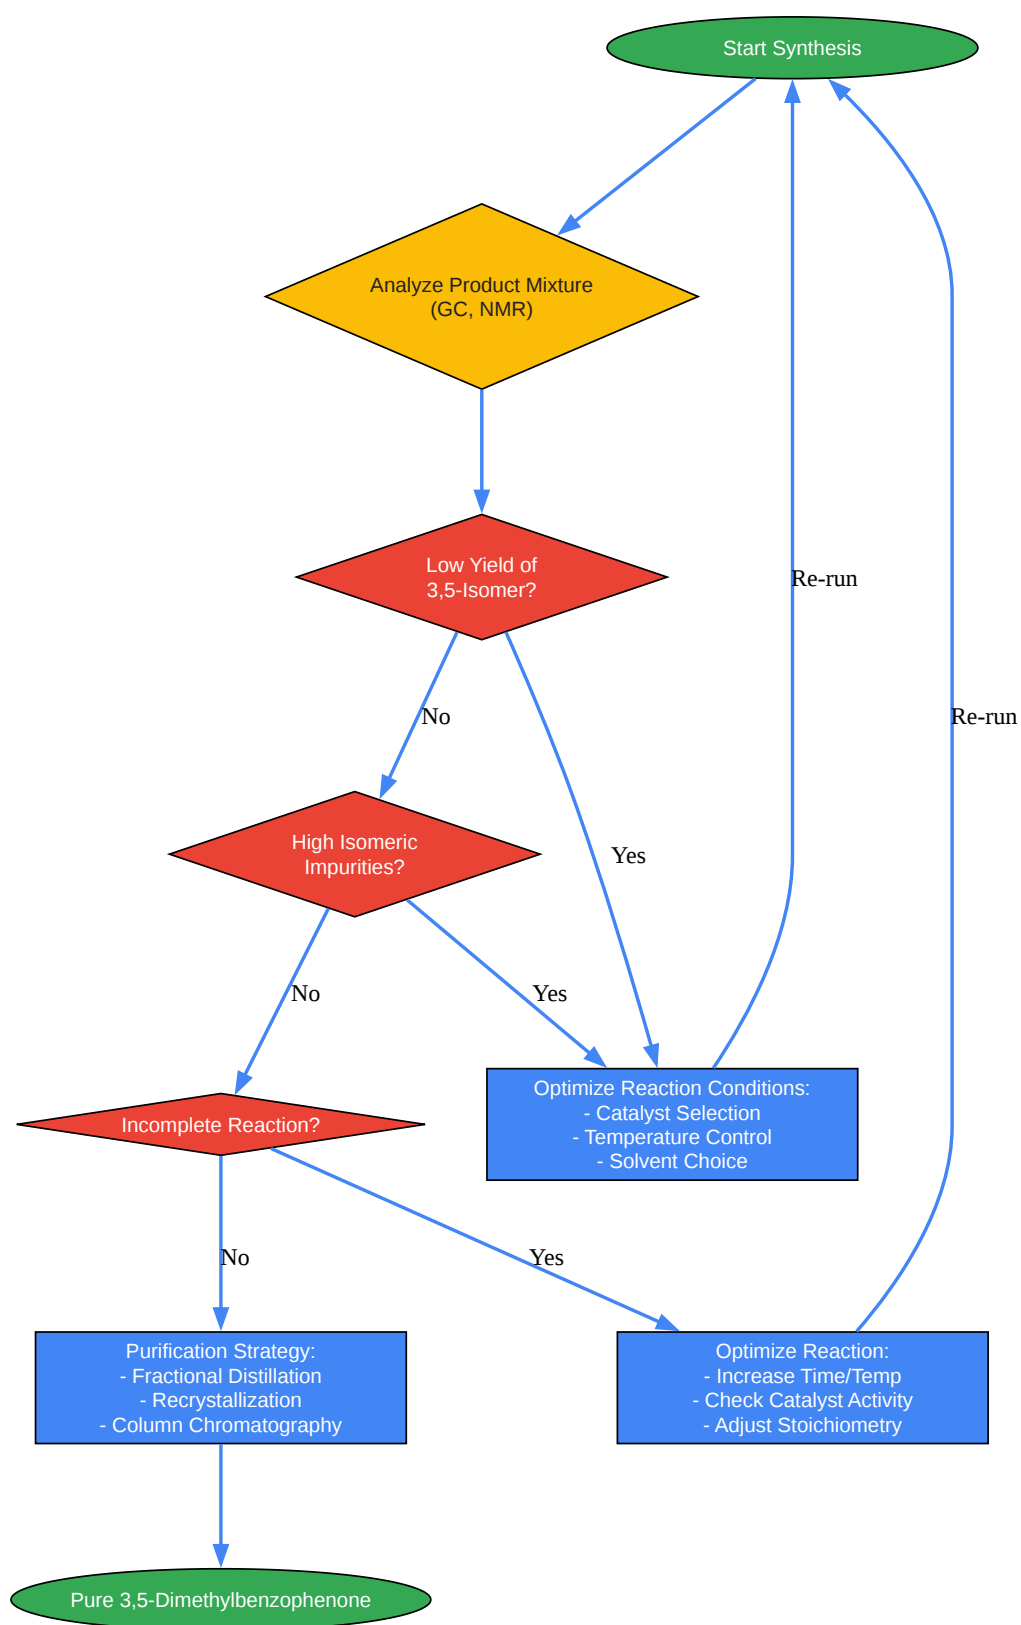 Start Synthesis
Analyze Product Mixture
(GC, NMR)
Low Yield of
3,5-Isomer?
Re-run
No
Re-run
High Isomeric
Impurities?
Yes
No
Yes
Optimize Reaction Conditions:
- Catalyst Selection
- Temperature Control
- Solvent Choice
Incomplete Reaction?
No
Yes
Purification Strategy:
- Fractional Distillation
- Recrystallization
- Column Chromatography
Optimize Reaction:
- Increase Time/Temp
- Check Catalyst Activity
- Adjust Stoichiometry
Pure 3,5-Dimethylbenzophenone